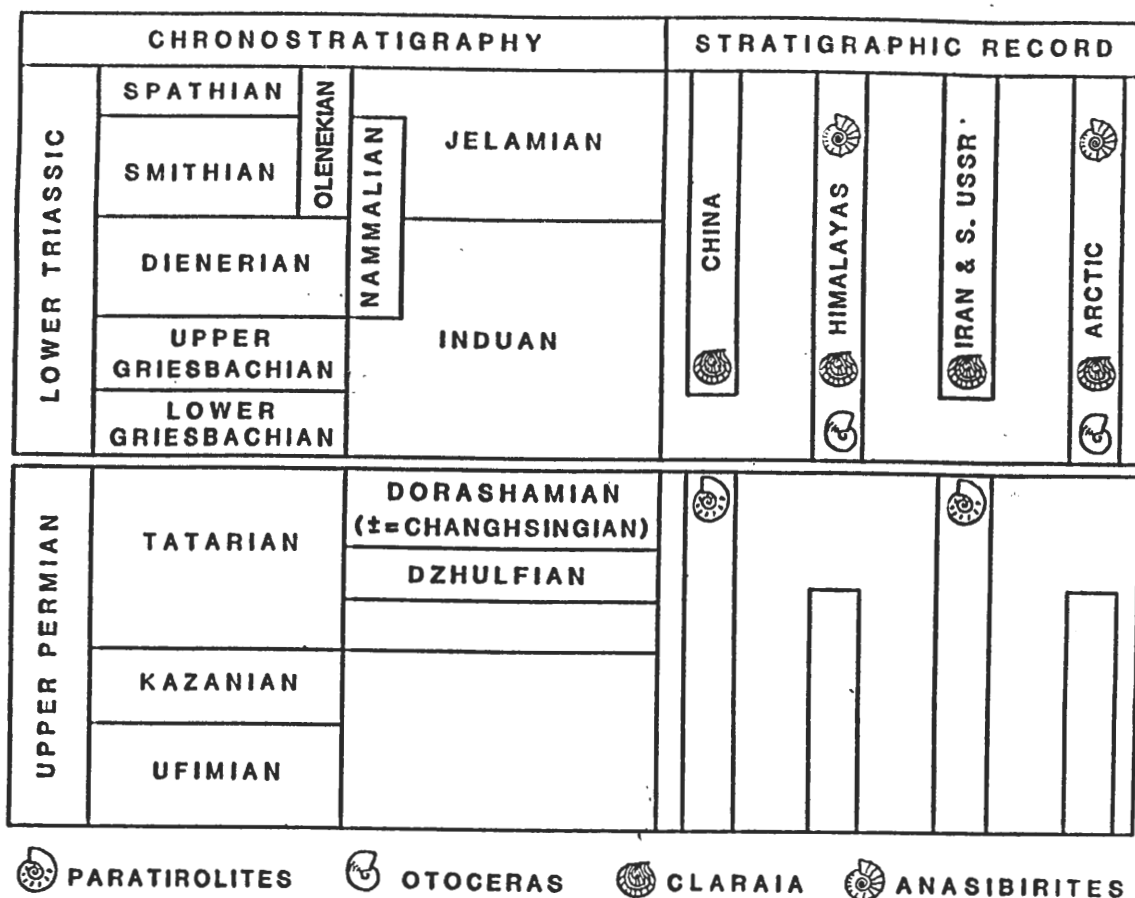 CHRONOSTRATIGRAPHY
STRATIGRAPHIC RECORD
LOWER TRIASSIC
SPATHIAN
SMITHIAN
OLENEKIAN
DIENERIAN
UPPER
GRIESBACHIAN
LOWER
GRIESBACHIAN
NAMMALIAN
JELAMIAN
INDUAN
CHINA
HIMALAYAS
IRAN & S. USSR
ARCTIC
UPPER PERMIAN
TATARIAN
KAZANIAN
UFIMIAN
DORASHAMIAN
(±=CHANGHSINGIAN)
DZHULFIAN
PARATIROLITES
OTOCERAS
CLARAIA
ANASIBIRITES